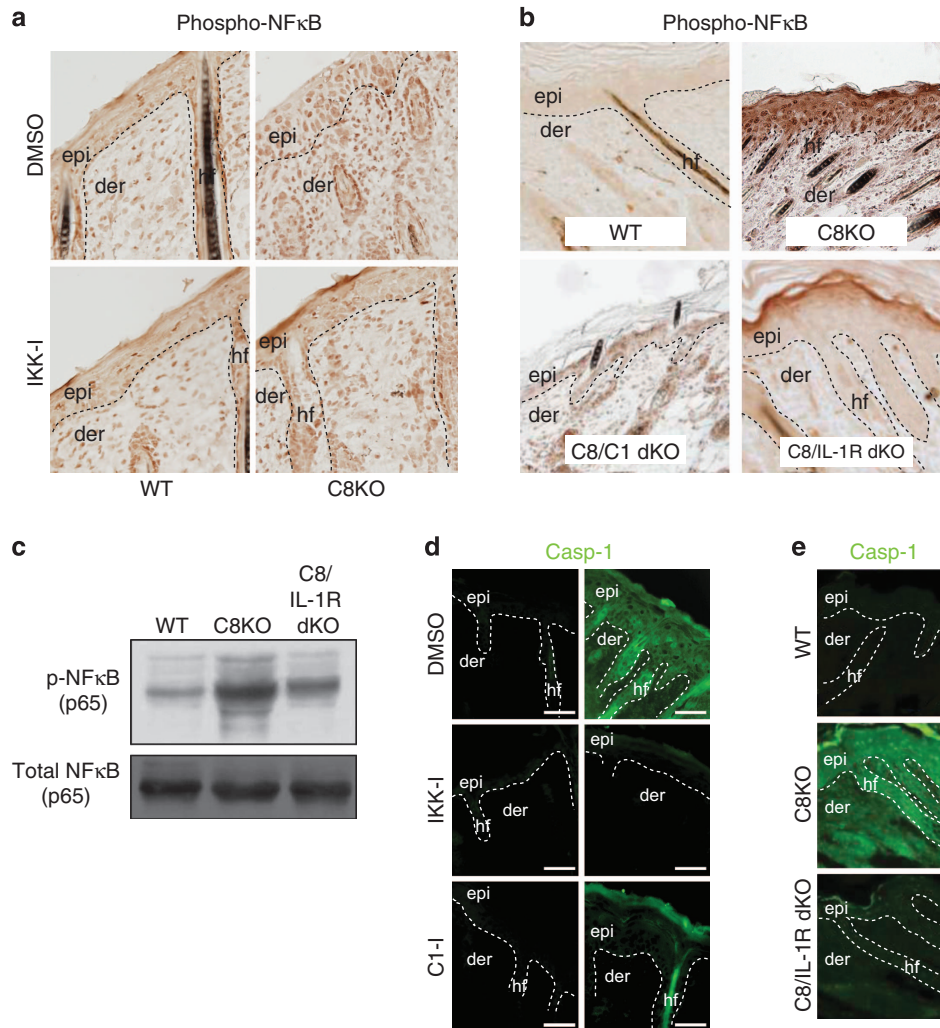 a
Phospho-NFκB
DMSO
epi
der
hf
der
IKK-I
epi
der
hf
epi
der
hf
WT
C8KO
b
Phospho-NFκB
epi
der
hf
WT
hf
der
C8KO
epi
der
C8/C1 dKO
epi
der
hf
C8/IL-1R dKO
c
WT
C8KO
C8/
IL-1R
dKO
p-NFκB
(p65)
Total NFκB
(p65)
d
Casp-1
DMSO
epi
der
hf
epi
der
hf
IKK-I
epi
der
hf
epi
der
C1-I
epi
der
hf
epi
der
hf
e
Casp-1
WT
epi
der
hf
C8KO
epi
hf
der
C8/IL-1R dKO
epi
der
hf